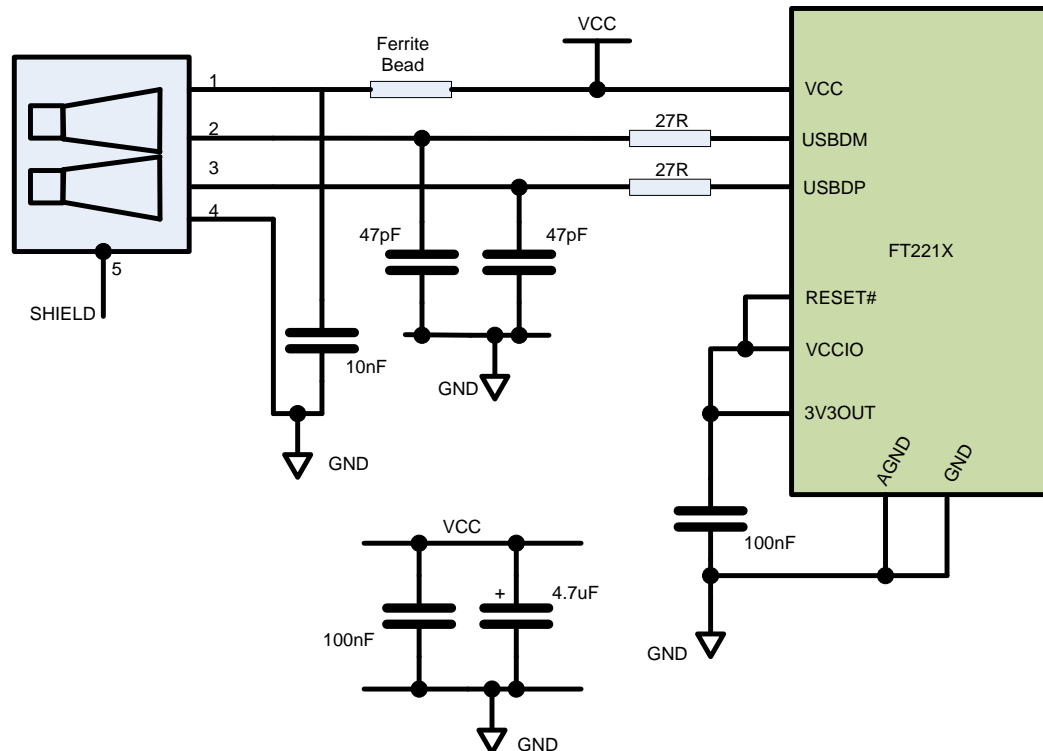 VCC
Ferrite
Bead
1
VCC
27R
2
USBDM
27R
3
USBDP
4
47pF
47pF
FT221X
5
SHIELD
RESET#
VCCIO
10nF
GND
3V3OUT
GND
AGND
GND
VCC
100nF
+
4.7uF
100nF
GND
GND